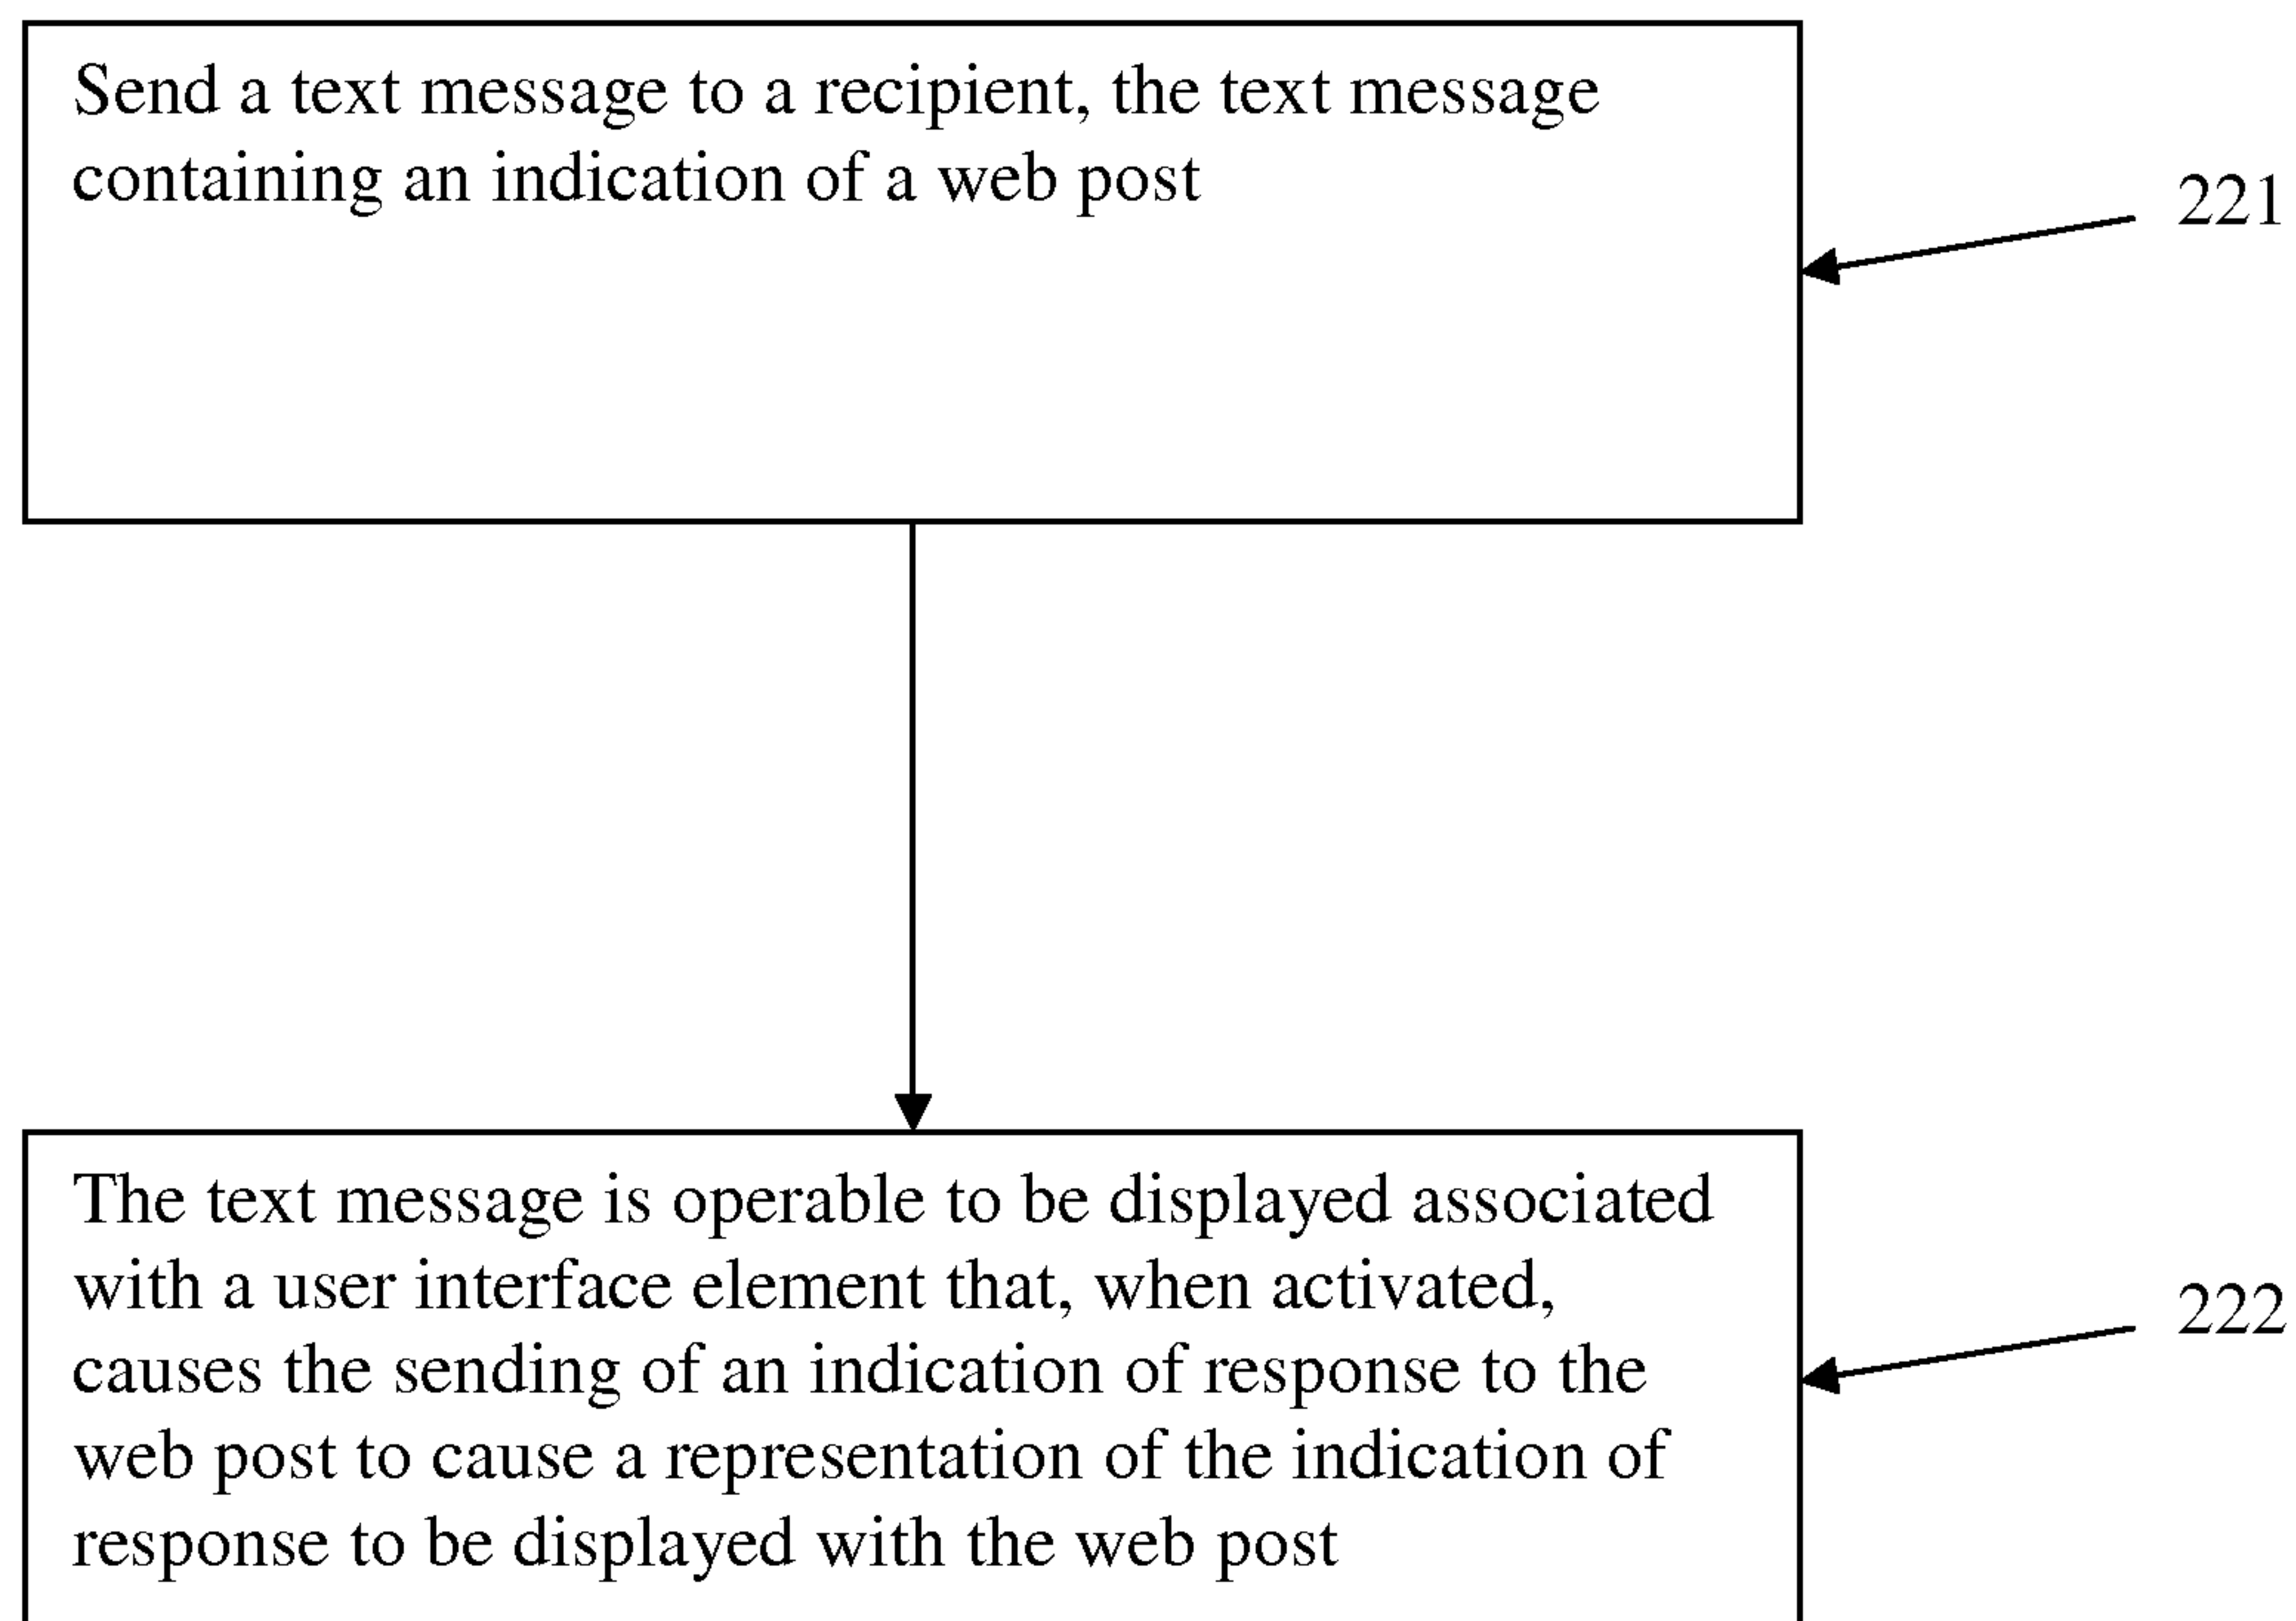 Send a text message to a recipient, the text message
containing an indication of a web post
221
The text message is operable to be displayed associated
with a user interface element that, when activated,
causes the sending of an indication of response to the
web post to cause a representation of the indication of
response to be displayed with the web post
222